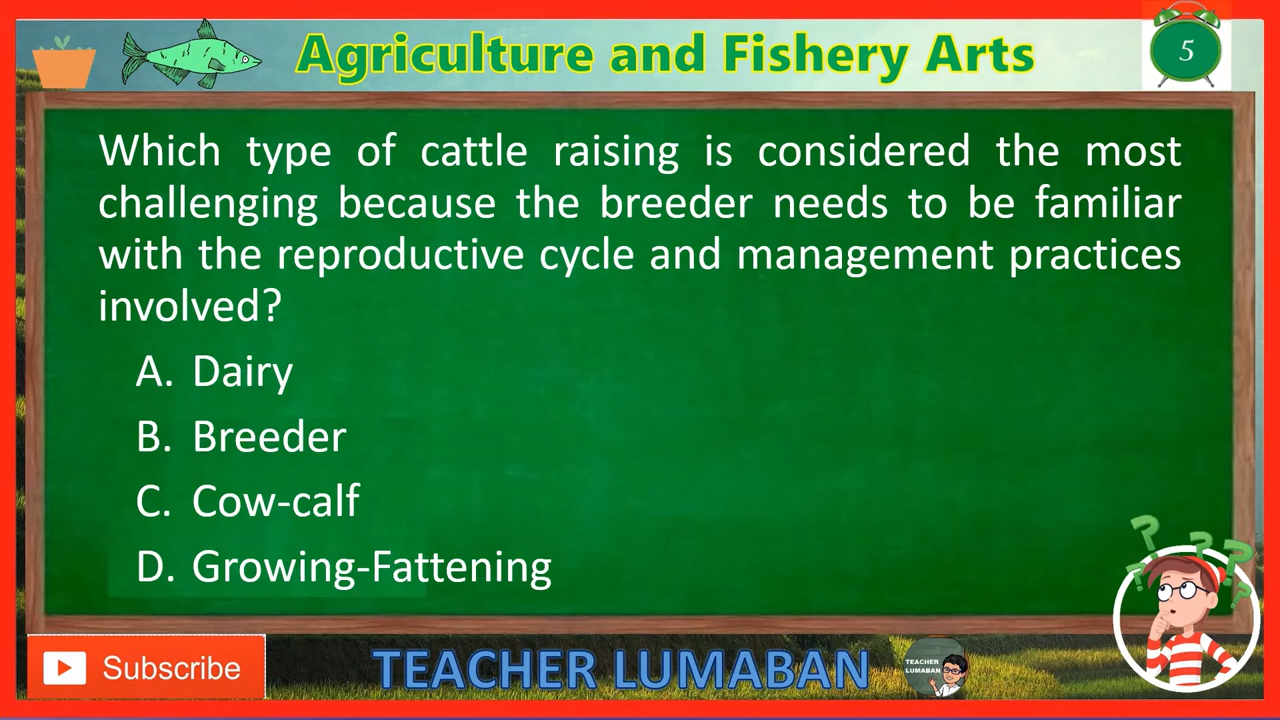 Agriculture and Fishery Arts
5
Which type of cattle raising is considered the most
challenging because the breeder needs to be familiar
with the reproductive cycle and management practices
involved?
A. Dairy
B. Breeder
C. Cow-calf
D. Growing-Fattening
? ? ? ? ?
Subscribe
TEACHER LUMABAN
TEACHER
LUMABAN